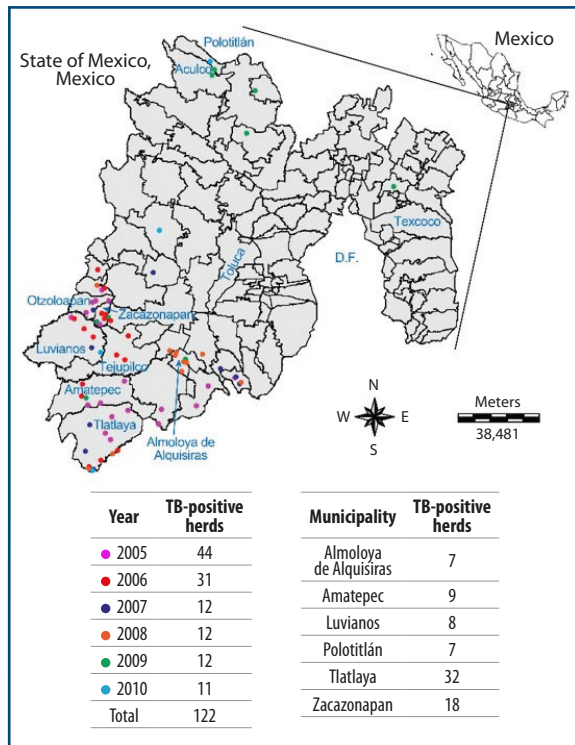 State of Mexico,
Mexico
Mexico
Polotitlán
Aculco
Texcoco
Toluca
D.F.
Otzoloapan
Zacazonapan
Luvianos
Tejupilco
Amatepec
Tlatlaya
Almoloya de
Alquisiras
N
W E
S
Meters
38,481
Year TB-positive herds
2005 44
2006 31
2007 12
2008 12
2009 12
2010 11
Total 122
Municipality TB-positive herds
Almoloya
de Alquisiras 7
Amatepec 9
Luvianos 8
Polotitlán 7
Tlatlaya 32
Zacazonapan 18